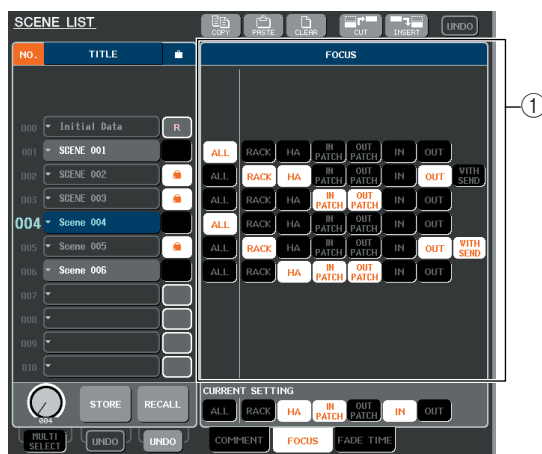 SCENE LIST
COPY PASTE CLEAR CUT INSERT UNDO
NO. TITLE FOCUS
1
000 Initial Data R
001 SCENE 001 ALL RACK HA IN PATCH OUT PATCH IN OUT
002 SCENE 002 ALL RACK HA IN PATCH OUT PATCH IN OUT WITH SEND
003 SCENE 003 ALL RACK HA IN PATCH OUT PATCH IN OUT
004 Scene 004 ALL RACK HA IN PATCH OUT PATCH IN OUT
005 Scene 005 ALL RACK HA IN PATCH OUT PATCH IN OUT WITH SEND
006 Scene 006 ALL RACK HA IN PATCH OUT PATCH IN OUT
007
008
009
010
CURRENT SETTING
004 STORE RECALL ALL RACK HA IN PATCH OUT PATCH IN OUT
MULTI SELECT UNDO UNDO COMMENT FOCUS FADE TIME